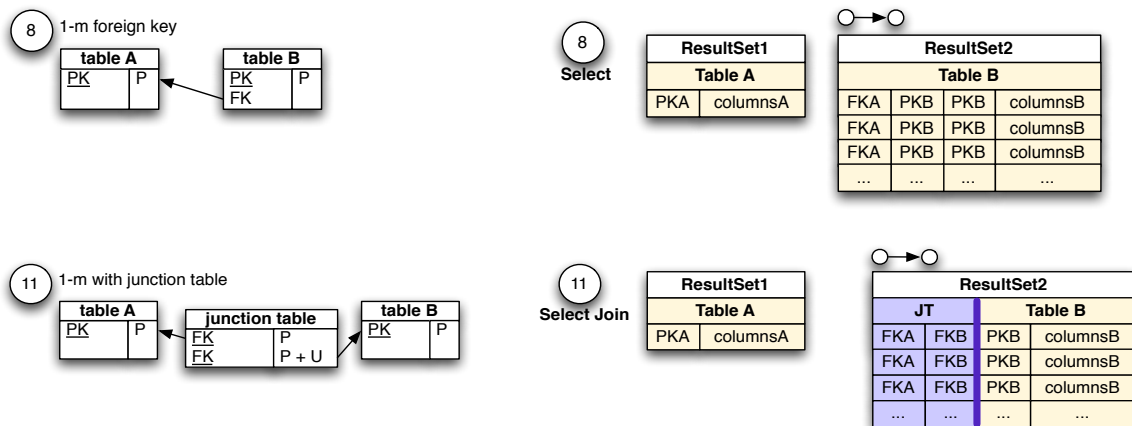 8 1-m foreign key
table A
PK P
table B
PK P
FK
8
Select
ResultSet1
Table A
PKA columnsA
ResultSet2
Table B
FKA PKB PKB columnsB
FKA PKB PKB columnsB
FKA PKB PKB columnsB
... ... ... ...
11 1-m with junction table
table A
PK P
junction table
FK P
FK P + U
table B
PK P
11
Select Join
ResultSet1
Table A
PKA columnsA
ResultSet2
JT Table B
FKA FKB PKB columnsB
FKA FKB PKB columnsB
FKA FKB PKB columnsB
... ... ... ...